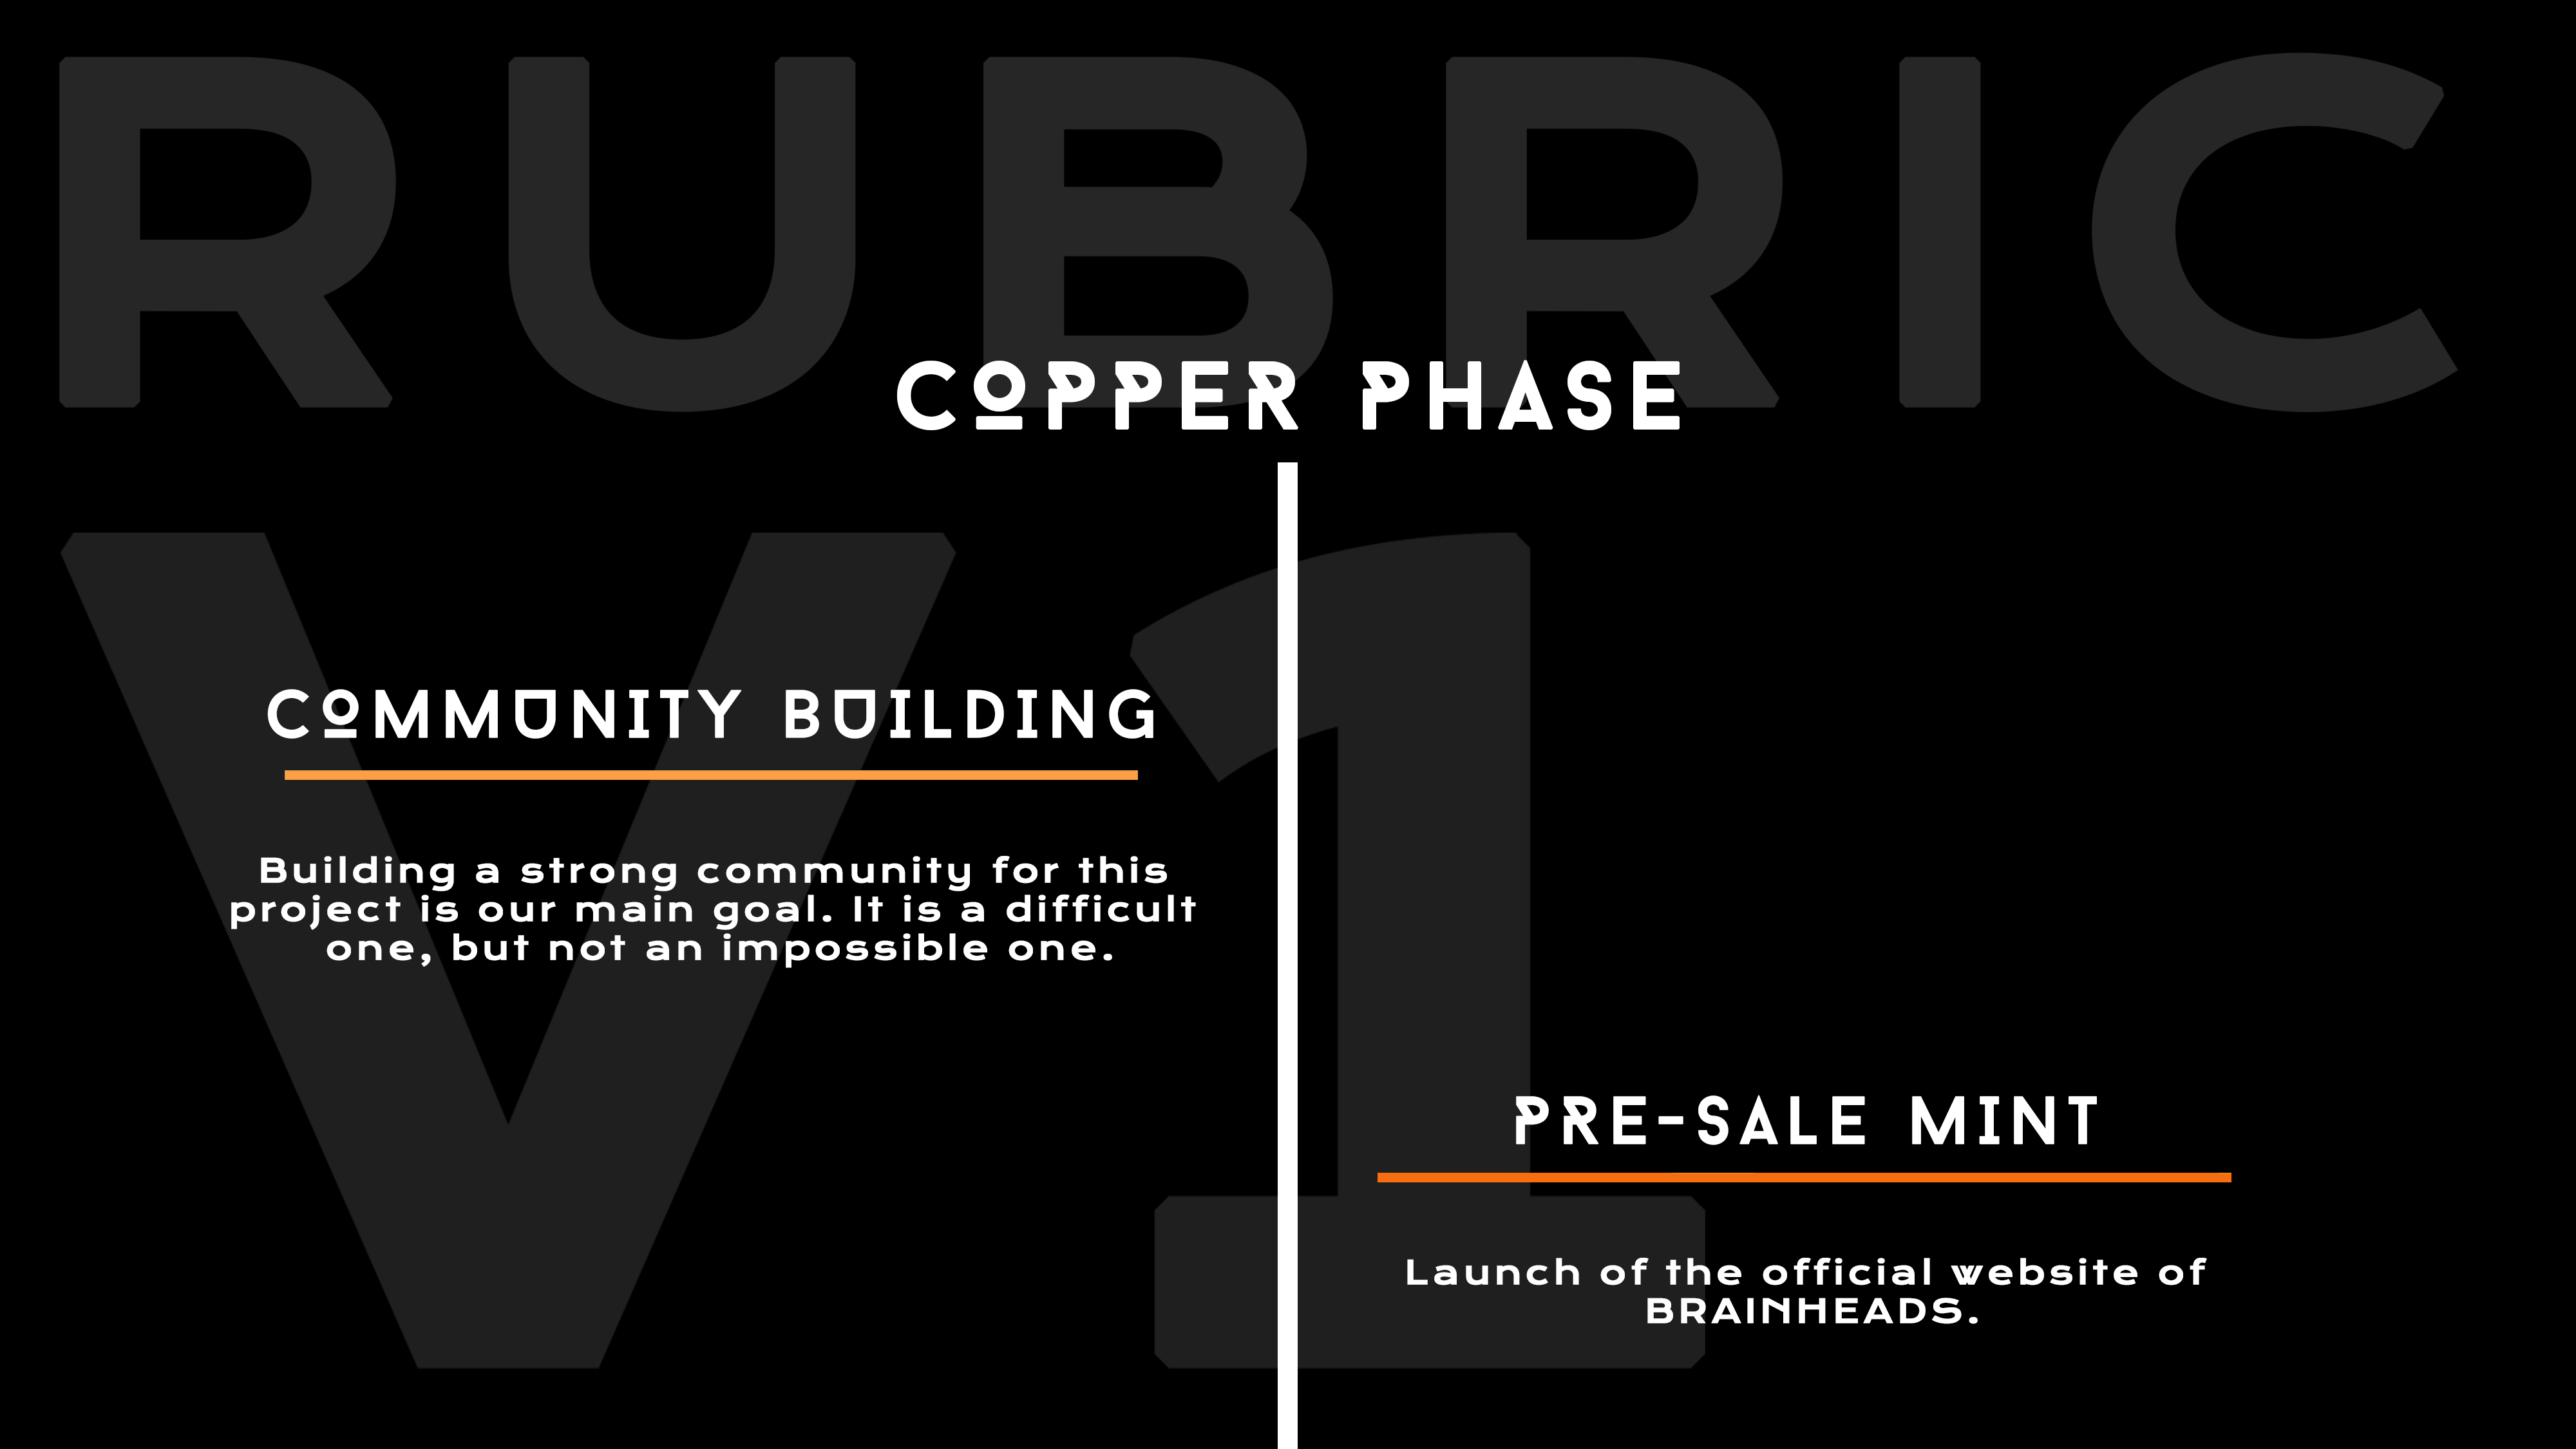 RUBRIC
COPPER PHASE
V1
COMMUNITY BUILDING
Building a strong community for this
project is our main goal. It is a difficult
one, but not an impossible one.
PRE-SALE MINT
Launch of the official website of
BRAINHEADS.